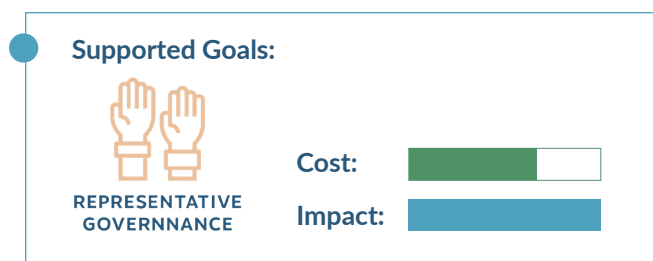 Supported Goals:
REPRESENTATIVE
GOVERNNANCE
Cost:
Impact: